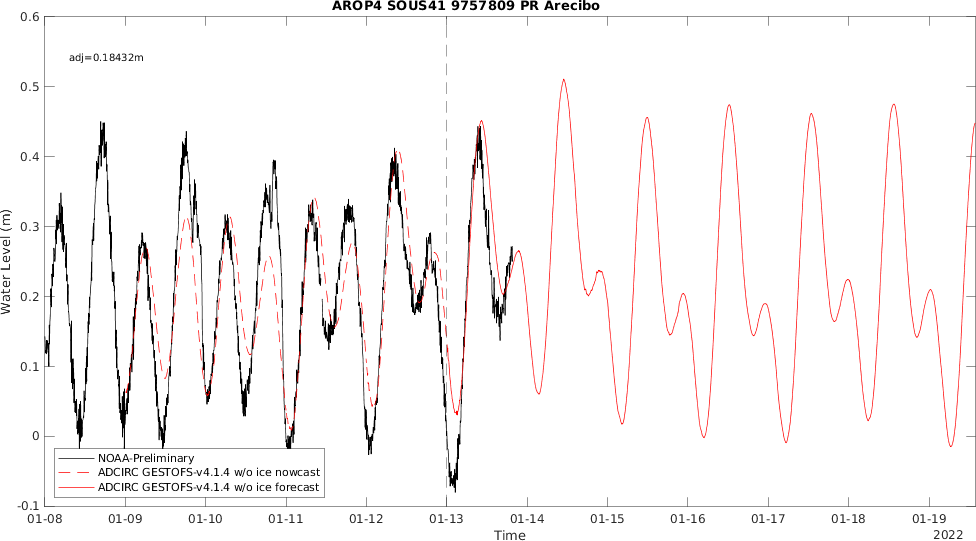 AROP4 SOUS41 9757809 PR Arecibo
0.6
adj=0.18432m
0.5
0.4
0.3
0.2
0.1
0
-0.1
Water Level (m)
NOAA-Preliminary
ADCIRC GESTOFS-v4.1.4 w/o ice nowcast
ADCIRC GESTOFS-v4.1.4 w/o ice forecast
01-08 01-09 01-10 01-11 01-12 01-13 01-14 01-15 01-16 01-17 01-18 01-19
Time
2022